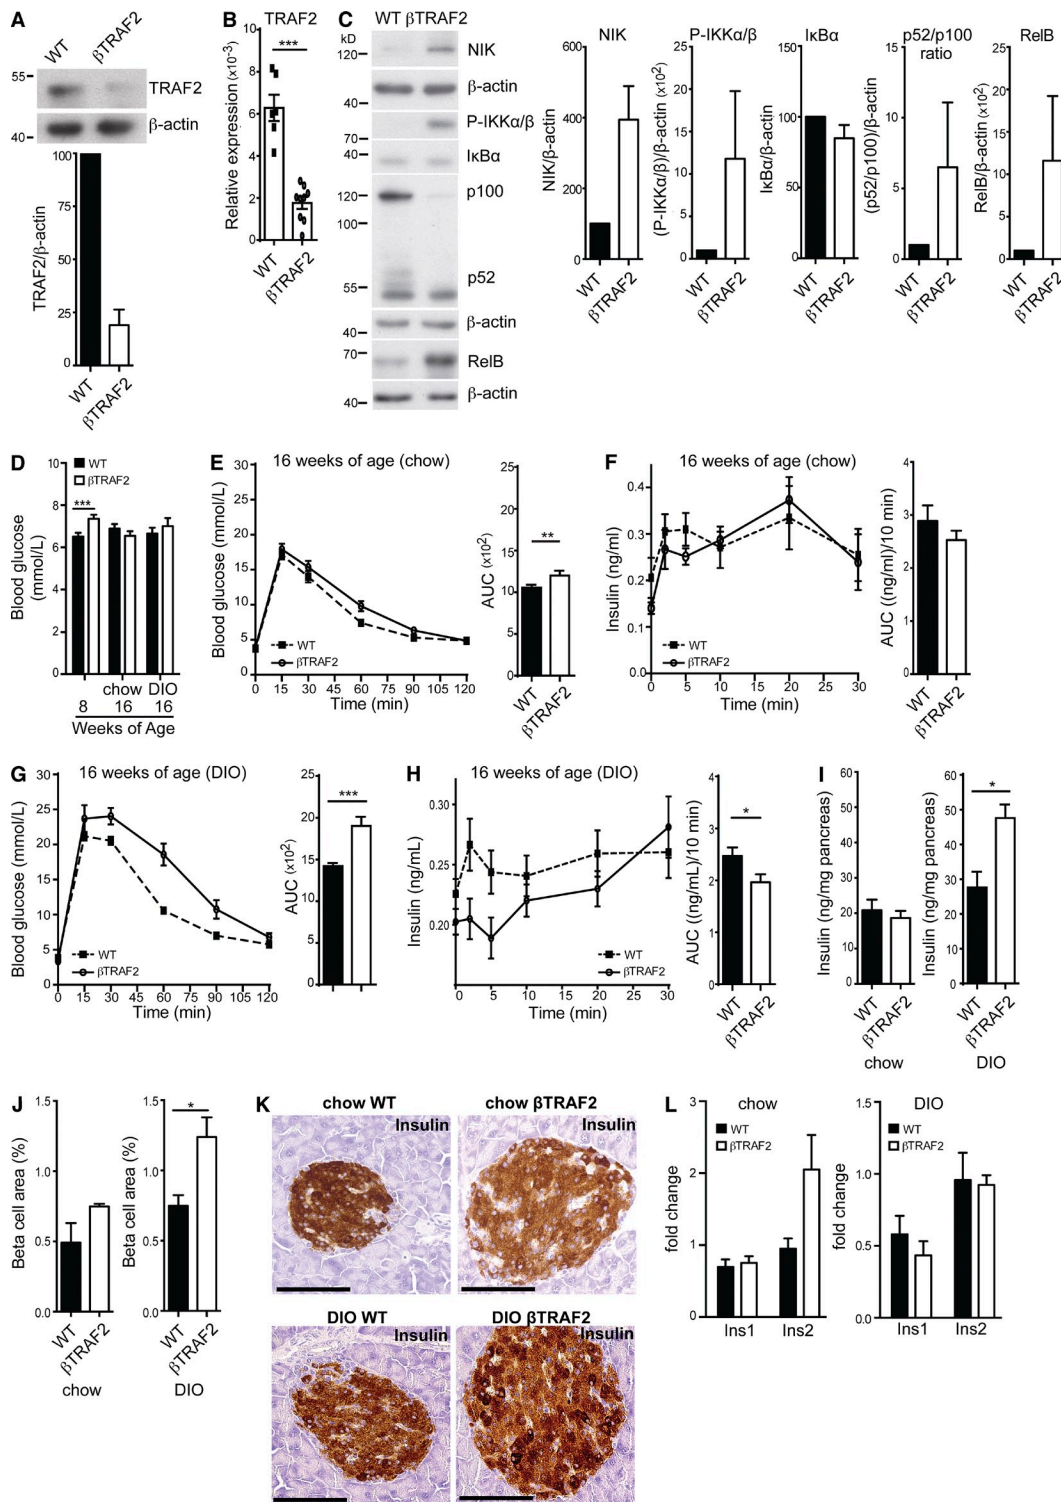 A
WT
βTRAF2
55
TRAF2
β-actin
40
TRAF2/β-actin
100
75
50
25
0
WT
βTRAF2
B
TRAF2
***
Relative expression (x10-3)
10
8
6
4
2
0
WT
βTRAF2
C
WT βTRAF2
kD
120
NIK
β-actin
40
P-IKKα/β
70
40
IκBα
120
p100
100
p52
55
β-actin
40
70
RelB
β-actin
40
NIK
NIK/β-actin
600
400
200
0
WT
βTRAF2
P-IKKα/β
(P-IKKα/β)/β-actin (x102)
25
20
15
10
5
0
WT
βTRAF2
IκBα
IκBα/β-actin
150
100
50
0
WT
βTRAF2
p52/p100
ratio
(p52/p100)/β-actin
20
15
10
5
0
WT
βTRAF2
RelB
RelB/β-actin (x102)
25
20
15
10
5
0
WT
βTRAF2
D
WT
βTRAF2
***
Blood glucose
(mmol/L)
10
8
6
4
2
0
chow DIO
8 16 16
Weeks of Age
E
16 weeks of age (chow)
Blood glucose (mmol/L)
30
25
20
15
10
5
0
WT
βTRAF2
0 15 30 45 60 75 90 105 120
Time (min)
AUC (x102)
25
20
15
10
5
0
**
WT
βTRAF2
F
16 weeks of age (chow)
Insulin (ng/ml)
0.4
0.3
0.2
0.1
0.0
WT
βTRAF2
0 5 10 15 20 25 30
Time (min)
AUC ((ng/ml)/10 min)
4
3
2
1
0
WT
βTRAF2
G
16 weeks of age (DIO)
Blood glucose (mmol/L)
30
25
20
15
10
5
0
WT
βTRAF2
0 15 30 45 60 75 90 105 120
Time (min)
AUC (x102)
25
20
15
10
5
0
***
WT
βTRAF2
H
16 weeks of age (DIO)
Insulin (ng/mL)
0.30
0.25
0.20
WT
βTRAF2
0 5 10 15 20 25 30
Time (min)
AUC ((ng/mL)/10 min)
4
3
2
1
0
*
WT
βTRAF2
I
Insulin (ng/mg pancreas)
60
50
40
30
20
10
0
WT
βTRAF2
chow
Insulin (ng/mg pancreas)
60
50
40
30
20
10
0
*
WT
βTRAF2
DIO
J
Beta cell area (%)
1.5
1.0
0.5
0.0
WT
βTRAF2
chow
Beta cell area (%)
1.5
1.0
0.5
0.0
*
WT
βTRAF2
DIO
K
chow WT
Insulin
chow βTRAF2
Insulin
DIO WT
Insulin
DIO βTRAF2
Insulin
L
chow
WT
βTRAF2
fold change
3
2
1
0
Ins1 Ins2
DIO
WT
βTRAF2
fold change
1.5
1.0
0.5
0.0
Ins1 Ins2